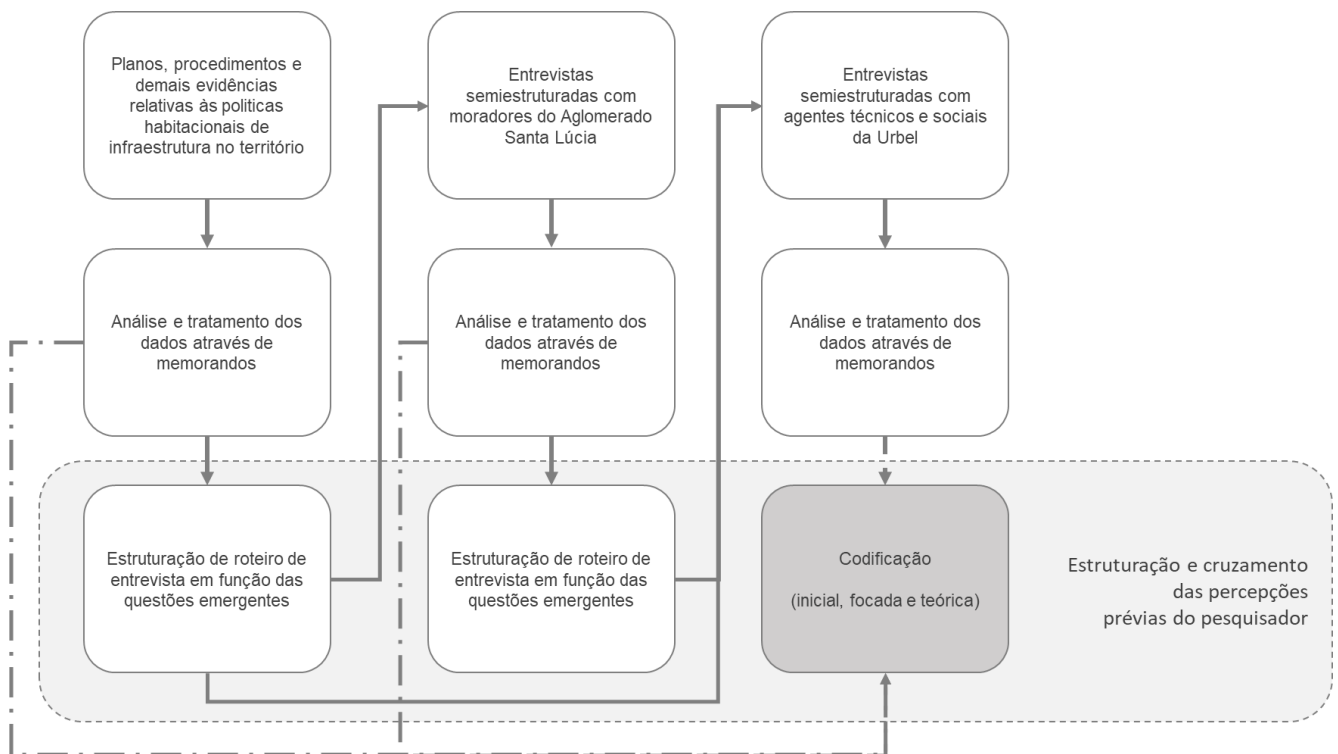 Planos, procedimentos e
demais evidências
relativas às politicas
habitacionais de
infraestrutura no território
Entrevistas
semiestruturadas com
moradores do Aglomerado
Santa Lúcia
Entrevistas
semiestruturadas com
agentes técnicos e sociais
da Urbel
Análise e tratamento dos
dados através de
memorandos
Análise e tratamento dos
dados através de
memorandos
Análise e tratamento dos
dados através de
memorandos
Estruturação de roteiro de
entrevista em função das
questões emergentes
Estruturação de roteiro de
entrevista em função das
questões emergentes
Codificação
(inicial, focada e teórica)
Estruturação e cruzamento
das percepções
prévias do pesquisador